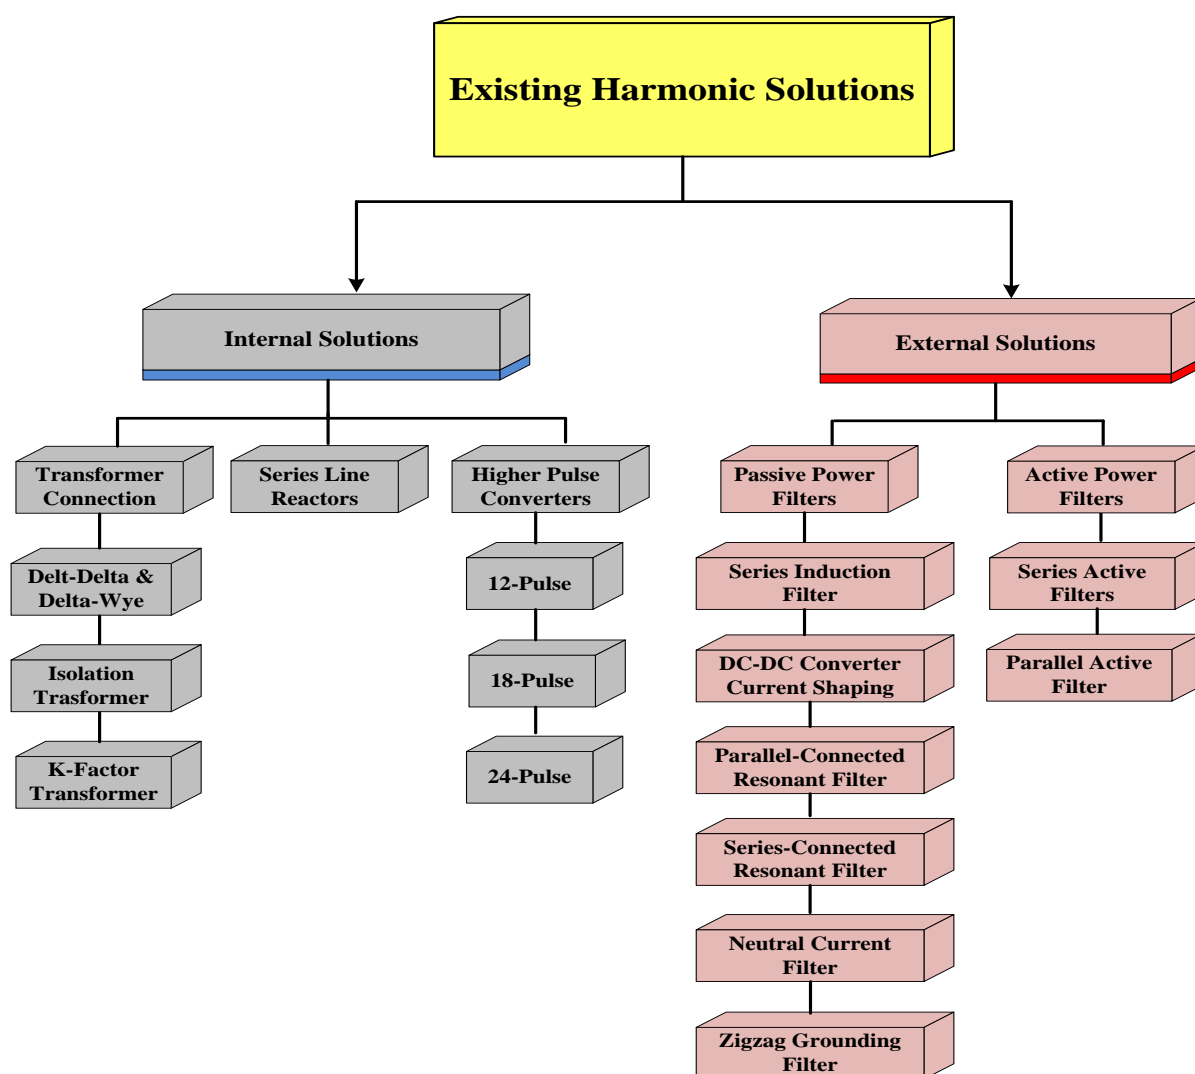 Existing Harmonic Solutions
Internal Solutions
External Solutions
Transformer
Connection
Series Line
Reactors
Higher Pulse
Converters
Passive Power
Filters
Active Power
Filters
Delt-Delta &
Delta-Wye
12-Pulse
Series Induction
Filter
Series Active
Filters
Isolation
Trasformer
18-Pulse
DC-DC Converter
Current Shaping
Parallel Active
Filter
K-Factor
Transformer
24-Pulse
Parallel-Connected
Resonant Filter
Series-Connected
Resonant Filter
Neutral Current
Filter
Zigzag Grounding
Filter